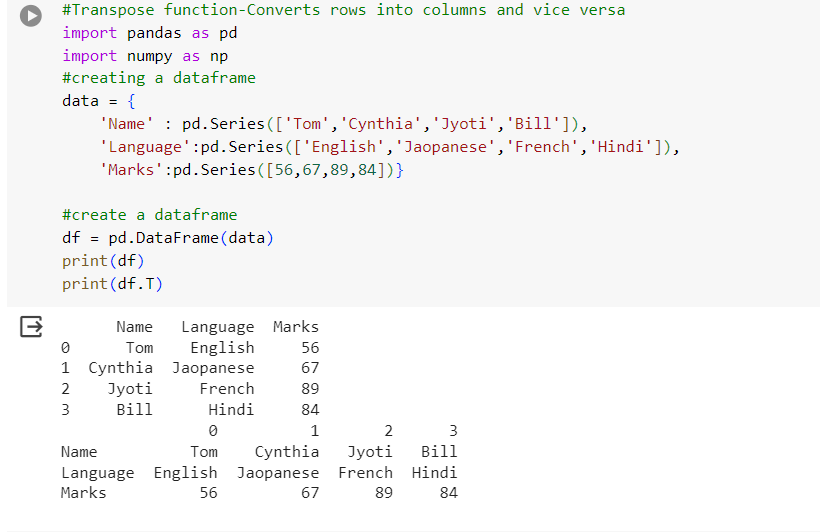 #Transpose function-Converts rows into columns and vice versa
import pandas as pd
import numpy as np
#creating a dataframe
data = {
    'Name' : pd.Series(['Tom','Cynthia','Jyoti','Bill']),
    'Language':pd.Series(['English','Jaopanese','French','Hindi']),
    'Marks':pd.Series([56,67,89,84])}

#create a dataframe
df = pd.DataFrame(data)
print(df)
print(df.T)
      Name   Language  Marks
0      Tom    English     56
1  Cynthia  Jaopanese     67
2    Jyoti     French     89
3     Bill      Hindi     84
                0          1       2      3
Name          Tom    Cynthia   Jyoti   Bill
Language  English  Jaopanese  French  Hindi
Marks          56         67      89     84